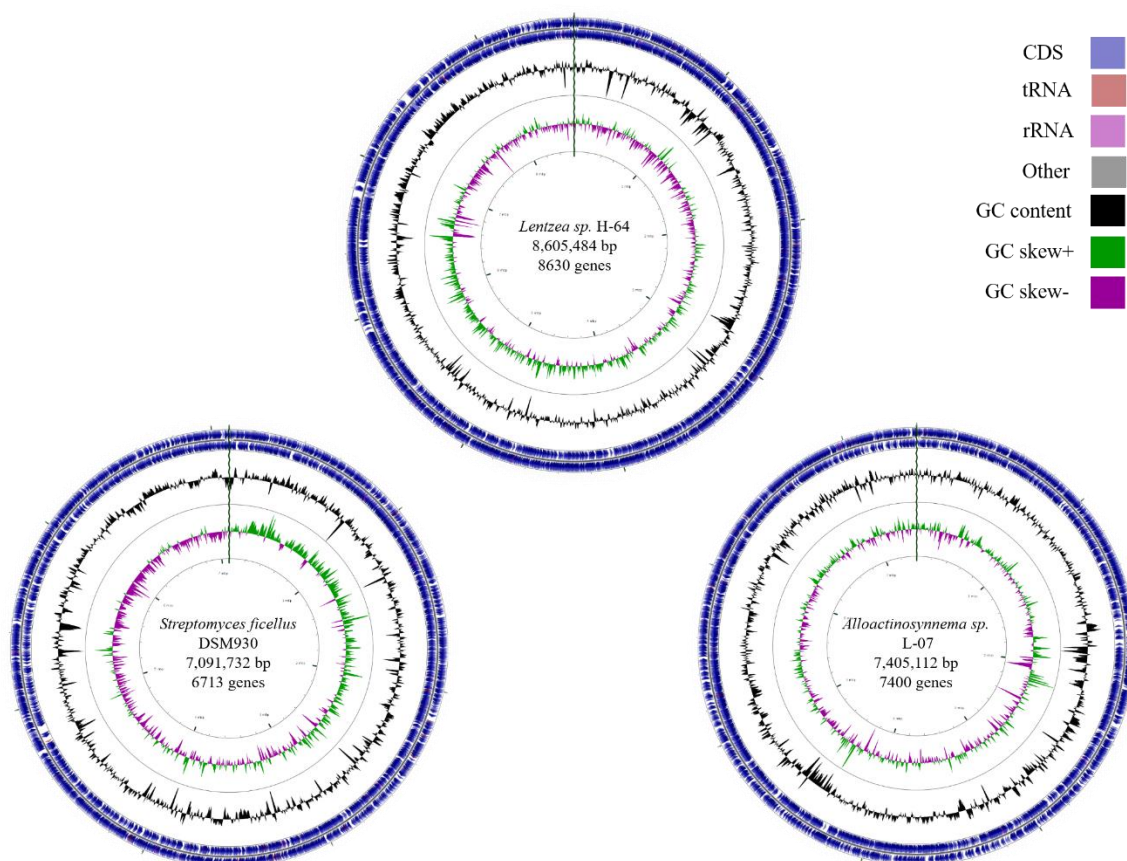 CDS
tRNA
rRNA
Other
GC content
GC skew+
GC skew-
Lentzea sp. H-64
8,605,484 bp
8630 genes
Streptomyces ficellus
DSM930
7,091,732 bp
6713 genes
Alloactinosynnema sp.
L-07
7,405,112 bp
7400 genes